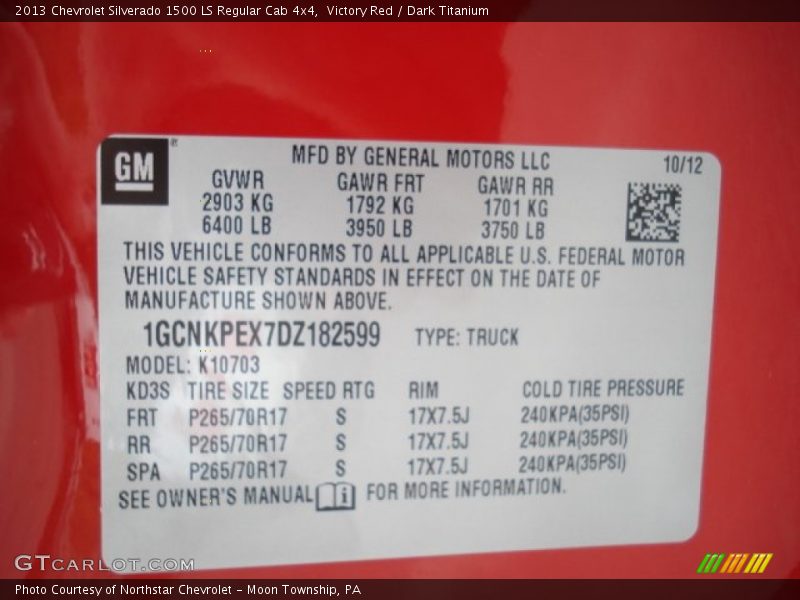 2013 Chevrolet Silverado 1500 LS Regular Cab 4x4, Victory Red / Dark Titanium
GM ®
MFD BY GENERAL MOTORS LLC 10/12
GVWR GAWR FRT GAWR RR
2903 KG 1792 KG 1701 KG
6400 LB 3950 LB 3750 LB
THIS VEHICLE CONFORMS TO ALL APPLICABLE U.S. FEDERAL MOTOR
VEHICLE SAFETY STANDARDS IN EFFECT ON THE DATE OF
MANUFACTURE SHOWN ABOVE.
1GCNKPEX7DZ182599 TYPE: TRUCK
MODEL: K10703
KD3S TIRE SIZE SPEED RTG RIM COLD TIRE PRESSURE
FRT P265/70R17 S 17X7.5J 240KPA(35PSI)
RR P265/70R17 S 17X7.5J 240KPA(35PSI)
SPA P265/70R17 S 17X7.5J 240KPA(35PSI)
SEE OWNER'S MANUAL i FOR MORE INFORMATION.
GTCARLOT.COM
Photo Courtesy of Northstar Chevrolet - Moon Township, PA